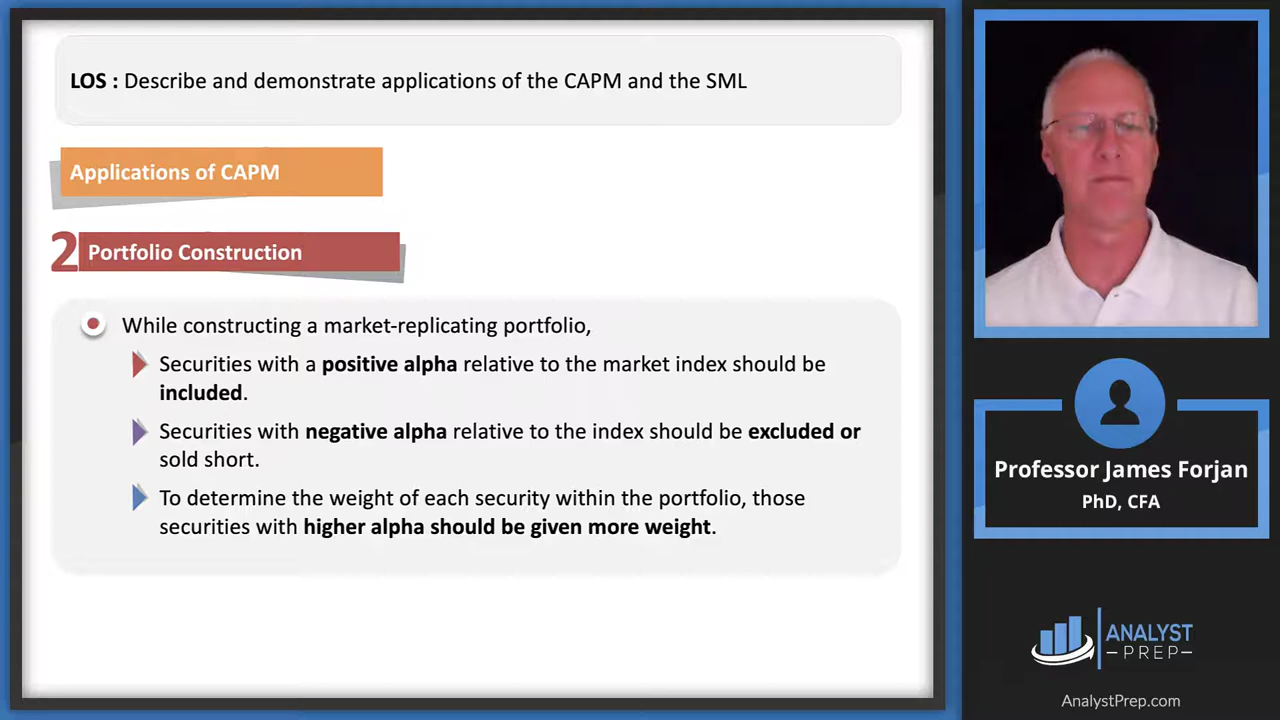 LOS : Describe and demonstrate applications of the CAPM and the SML
Applications of CAPM
2 Portfolio Construction
While constructing a market-replicating portfolio,
Securities with a positive alpha relative to the market index should be
included.
Securities with negative alpha relative to the index should be excluded or
sold short.
To determine the weight of each security within the portfolio, those
securities with higher alpha should be given more weight.
Professor James Forjan
PhD, CFA
ANALYST
PREP
AnalystPrep.com